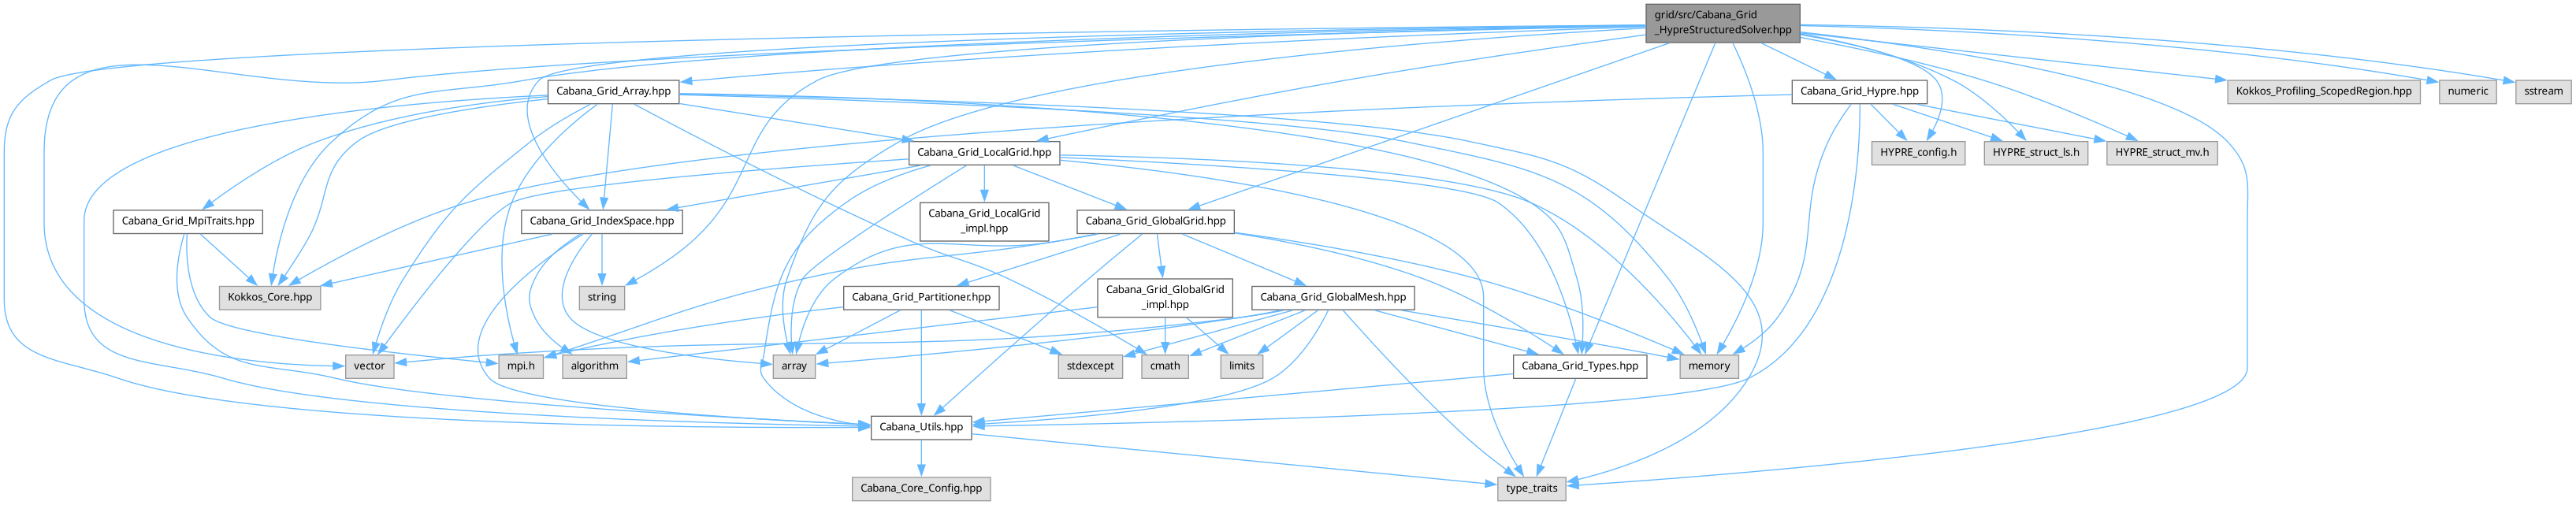 grid/src/Cabana_Grid
_HypreStructuredSolver.hpp
Cabana_Grid_Array.hpp
Cabana_Grid_Hypre.hpp
Kokkos_Profiling_ScopedRegion.hpp
numeric
sstream
Cabana_Grid_LocalGrid.hpp
HYPRE_config.h
HYPRE_struct_ls.h
HYPRE_struct_mv.h
Cabana_Grid_MpiTraits.hpp
Cabana_Grid_IndexSpace.hpp
Cabana_Grid_LocalGrid
_impl.hpp
Cabana_Grid_GlobalGrid.hpp
Kokkos_Core.hpp
string
Cabana_Grid_Partitioner.hpp
Cabana_Grid_GlobalGrid
_impl.hpp
Cabana_Grid_GlobalMesh.hpp
vector
mpi.h
algorithm
array
stdexcept
cmath
limits
Cabana_Grid_Types.hpp
memory
Cabana_Utils.hpp
Cabana_Core_Config.hpp
type_traits